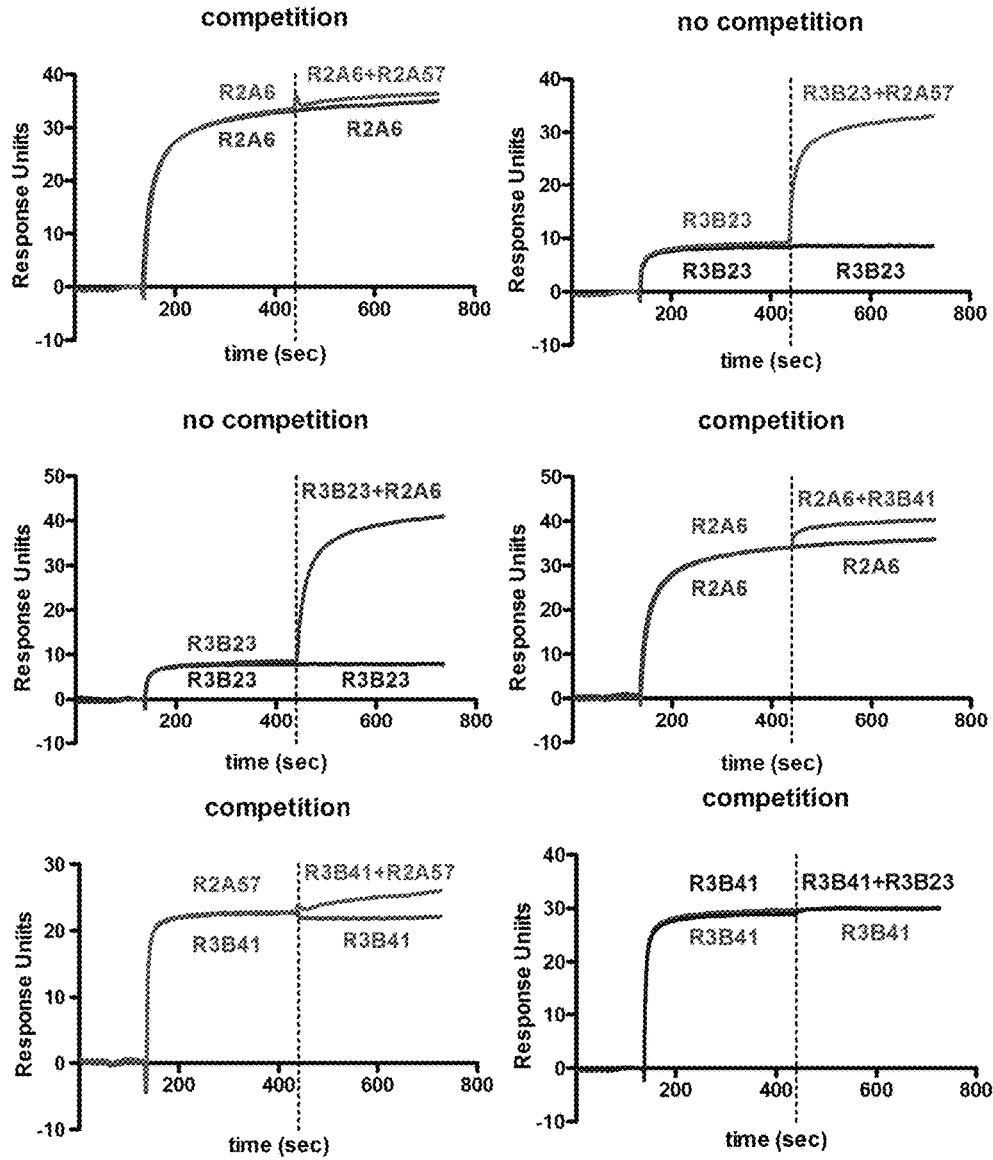 competition
40
30
20
10
0
-10
Response Uniits
R2A6
R2A6+R2A57
R2A6
R2A6
200
400
600
800
time (sec)
no competition
40
30
20
10
0
-10
Response Uniits
R3B23+R2A57
R3B23
R3B23
R3B23
200
400
600
800
time (sec)
no competition
50
40
30
20
10
0
-10
Response Uniits
R3B23+R2A6
R3B23
R3B23
R3B23
200
400
600
800
time (sec)
competition
50
40
30
20
10
0
-10
Response Uniits
R2A6+R3B41
R2A6
R2A6
R2A6
200
400
600
800
time (sec)
competition
30
20
10
0
-10
Response Uniits
R2A57
R3B41+R2A57
R3B41
R3B41
200
400
600
800
time (sec)
competition
40
30
20
10
0
-10
Response Uniits
R3B41
R3B41+R3B23
R3B41
R3B41
200
400
600
800
time (sec)